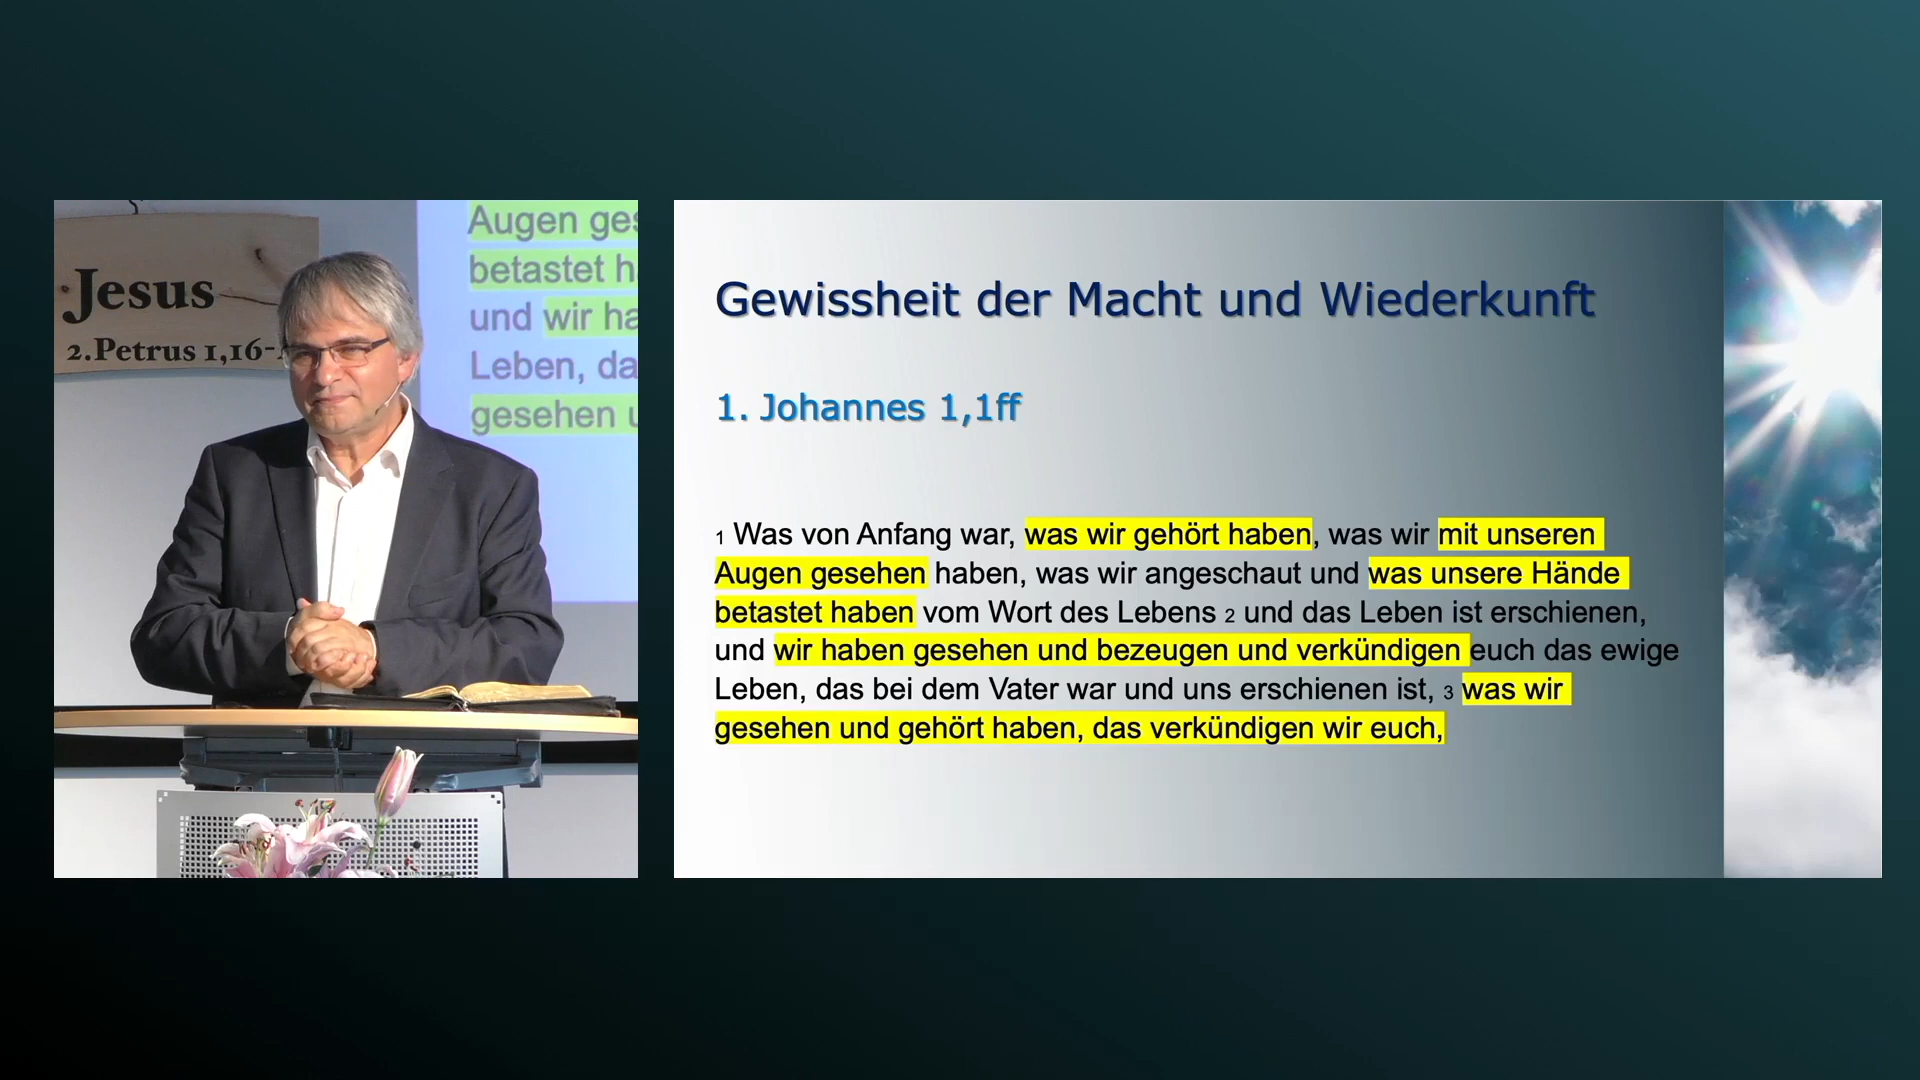 Jesus
2.Petrus 1,16-
Augen
betastet
und wir
Leben,
gesehen
Gewissheit der Macht und Wiederkunft
1. Johannes 1,1ff
1 Was von Anfang war, was wir gehört haben, was wir mit unseren
Augen gesehen haben, was wir angeschaut und was unsere Hände
betastet haben vom Wort des Lebens 2 und das Leben ist erschienen,
und wir haben gesehen und bezeugen und verkündigen euch das ewige
Leben, das bei dem Vater war und uns erschienen ist, 3 was wir
gesehen und gehört haben, das verkündigen wir euch,